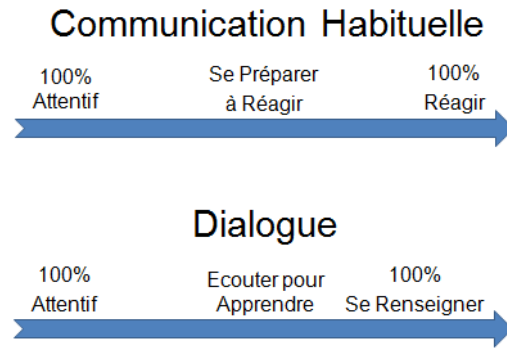 Communication Habituelle
100% Se Préparer 100%
Attentif à Réagir Réagir
Dialogue
100% Ecouter pour 100%
Attentif Apprendre Se Renseigner